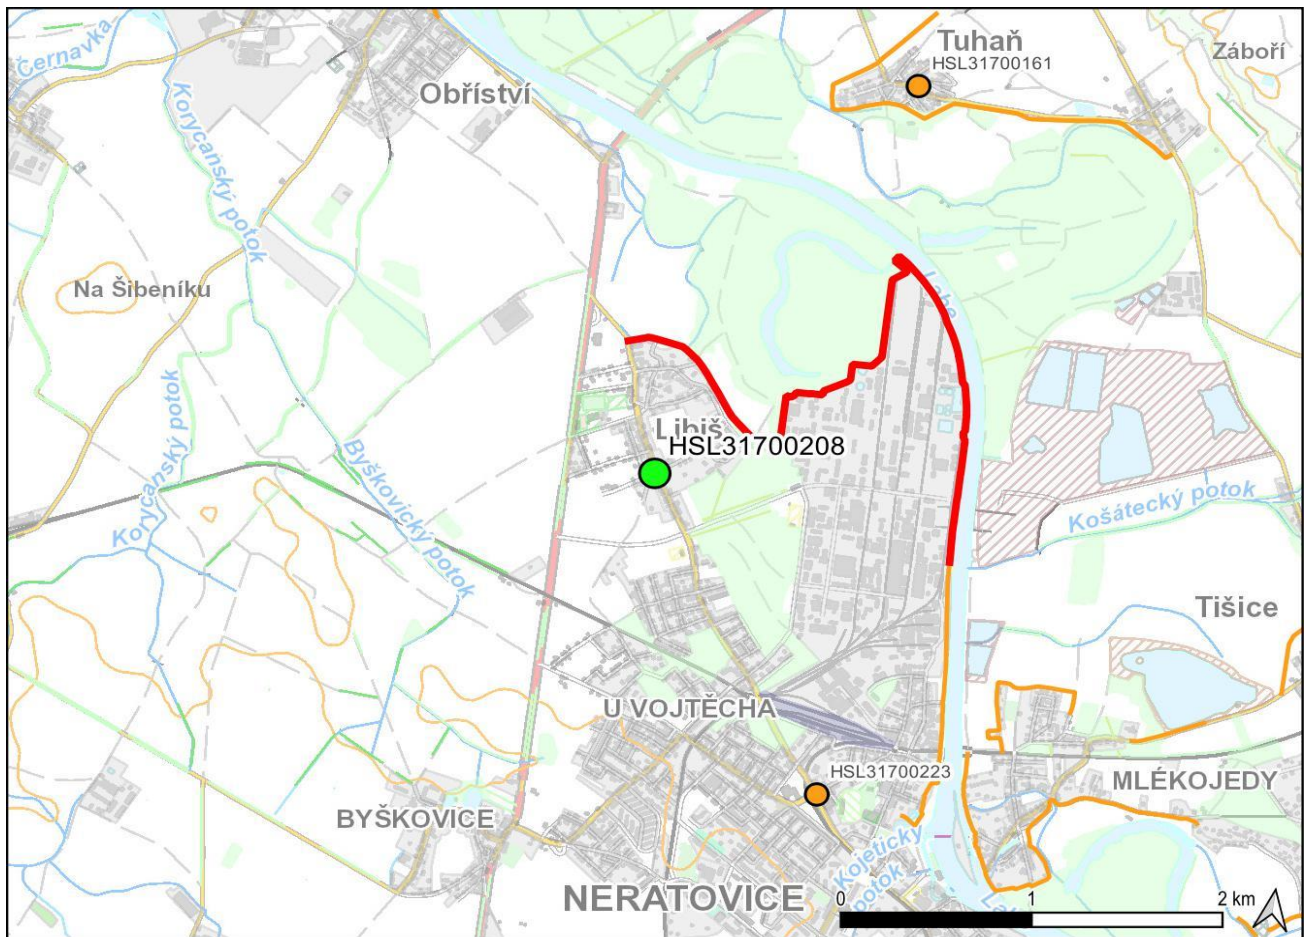 Černavka
Korycanský potok
Obříství
Tuhaň
HSL31700161
Záboří
Na Šibeníku
Labe
Korycanský potok
Byškovický potok
Libiš
HSL31700208
Košátecký potok
Tišice
U VOJTĚCHA
HSL31700223
MLÉKOJEDY
BYŠKOVICE
Kojetický
potok
NERATOVICE
0
1
2 km